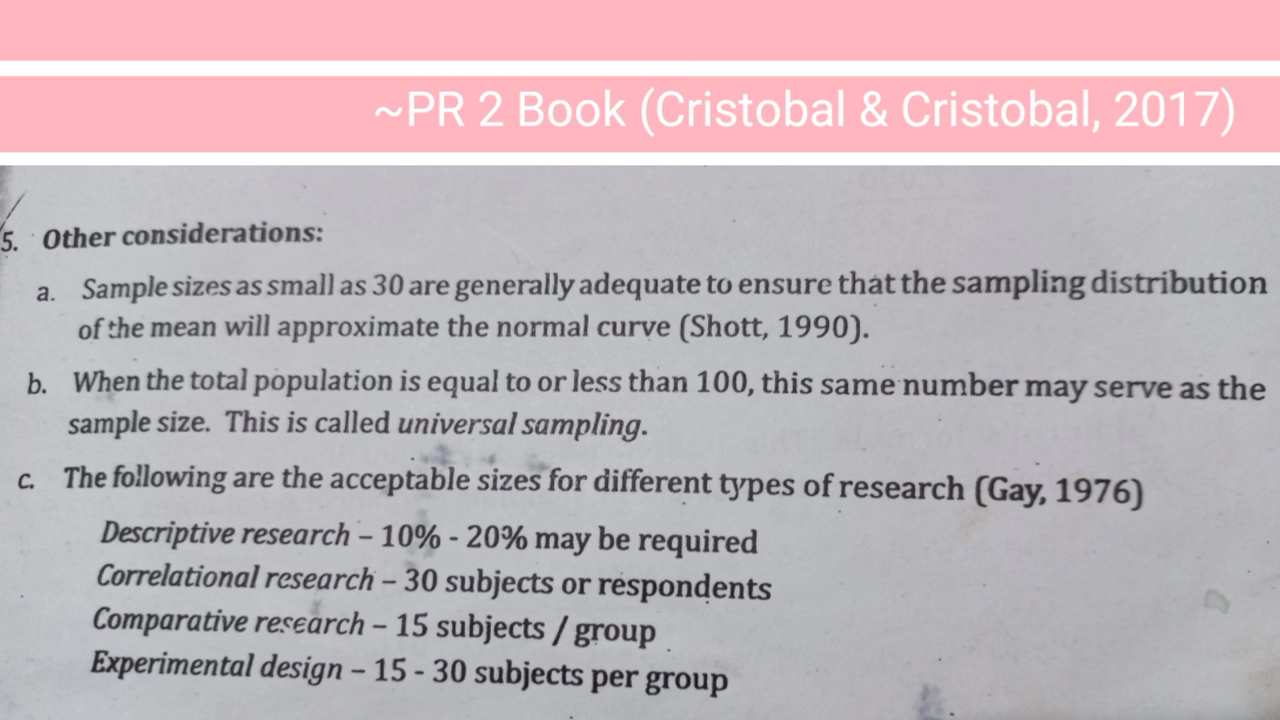 ~PR 2 Book (Cristobal & Cristobal, 2017)
5. Other considerations:
a. Sample sizes as small as 30 are generally adequate to ensure that the sampling distribution
of the mean will approximate the normal curve (Shott, 1990).
b. When the total population is equal to or less than 100, this same number may serve as the
sample size. This is called universal sampling.
c. The following are the acceptable sizes for different types of research (Gay, 1976)
Descriptive research – 10% - 20% may be required
Correlational research – 30 subjects or respondents
Comparative research – 15 subjects / group
Experimental design – 15 - 30 subjects per group